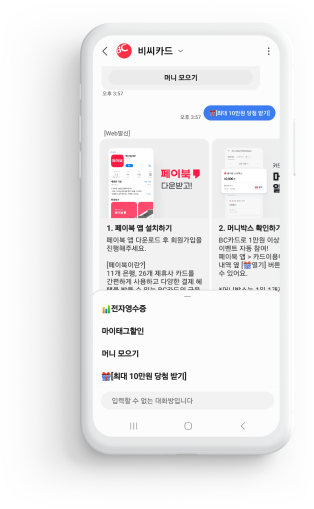 비씨카드
머니 모으기
오후 3:57
오후 3:57
[최대 10만원 당첨 받기]
[Web발신]
페이북
페이북
다운받고!
1. 페이북 앱 설치하기
페이북 앱 다운로드 후 회원가입을
진행해주세요.
[페이북이란?]
11개 은행, 26개 제휴사 카드를
간편하게 사용하고 다양한 결제 혜
2. 머니박스 확인하기
BC카드로 1만원 이상
이벤트 자동 참여!
페이북 앱 > 카드이용
내역 옆 [열기] 버튼
수 있어요.
전자영수증
마이태그할인
머니 모으기
[최대 10만원 당첨 받기]
입력할 수 없는 대화방입니다